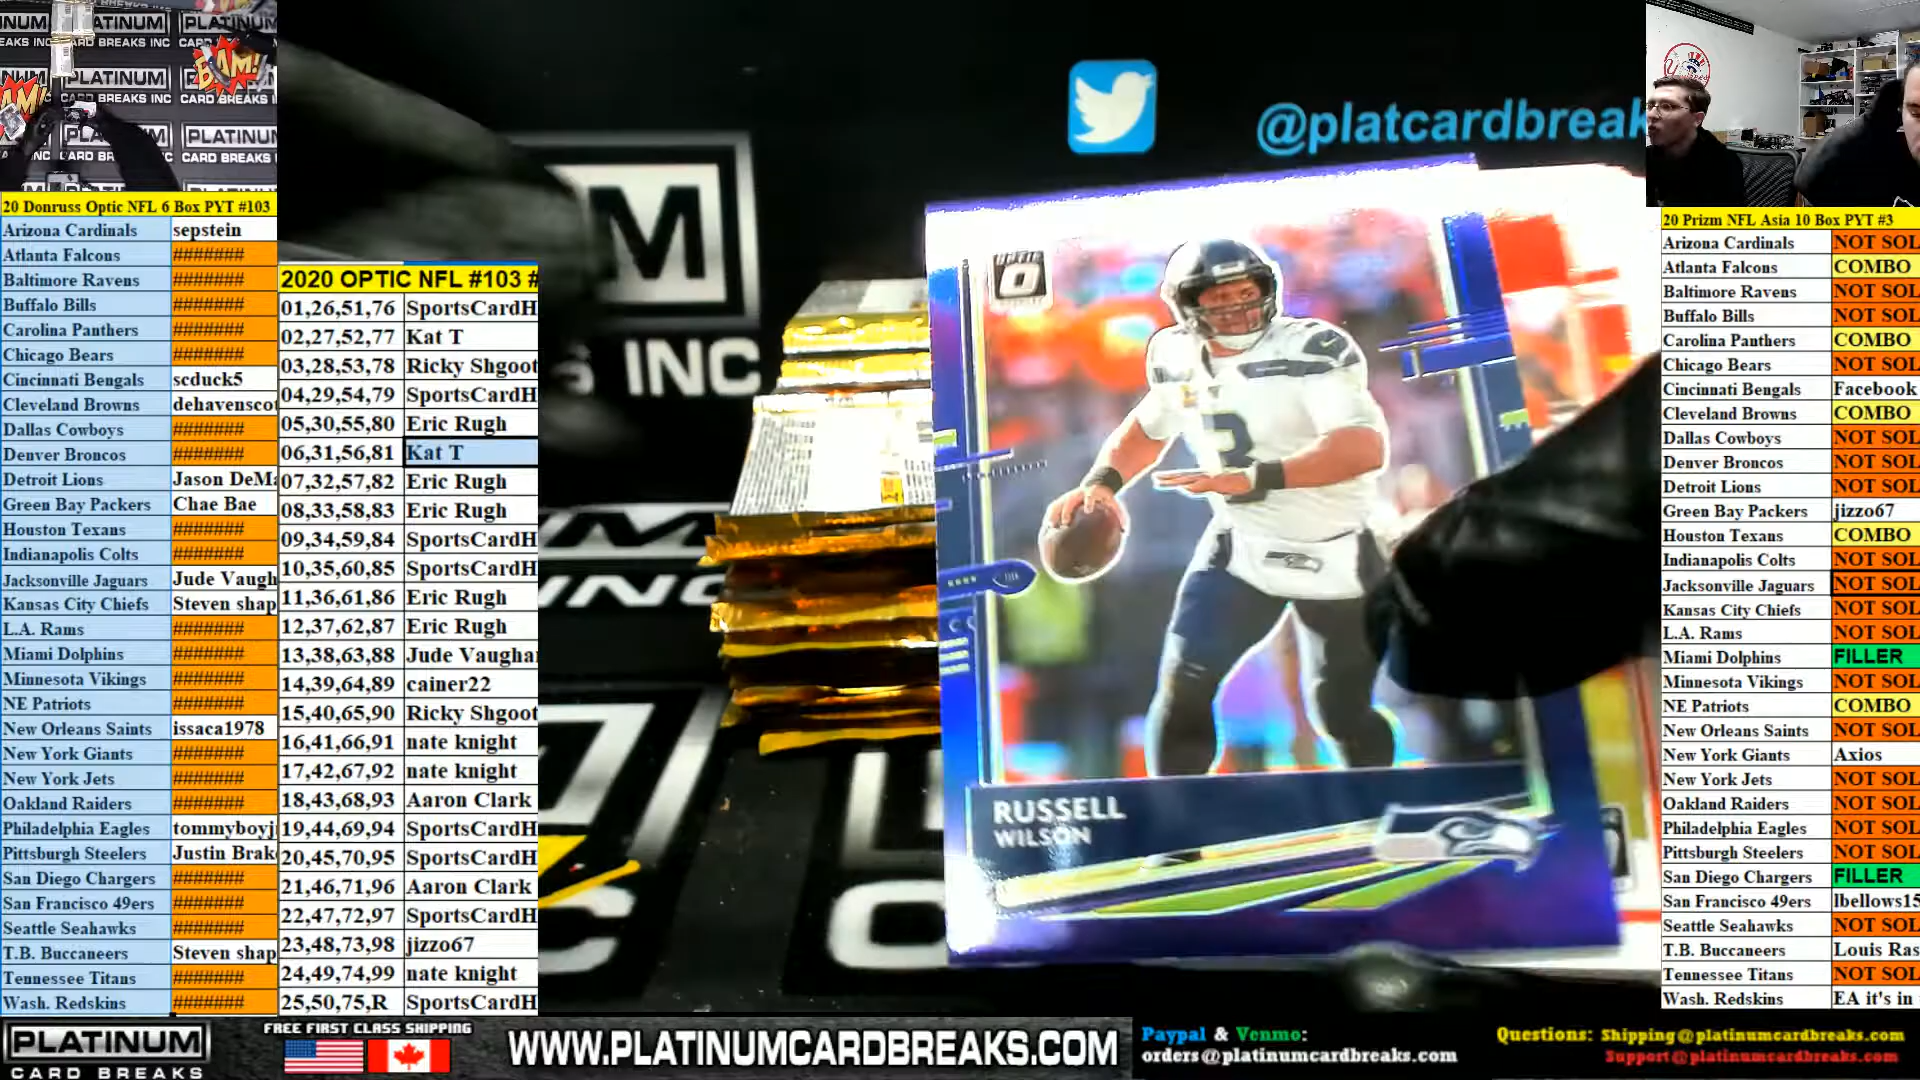 PLATINUM
CARD BREAKS INC
BAM!
20 Donruss Optic NFL 6 Box PYT #103
Arizona Cardinals sepstein
Atlanta Falcons #######
Baltimore Ravens #######
Buffalo Bills #######
Carolina Panthers #######
Chicago Bears #######
Cincinnati Bengals scduck5
Cleveland Browns dehavenscot
Dallas Cowboys #######
Denver Broncos #######
Detroit Lions Jason DeMa
Green Bay Packers Chae Bae
Houston Texans #######
Indianapolis Colts #######
Jacksonville Jaguars Jude Vaugh
Kansas City Chiefs Steven shap
L.A. Rams #######
Miami Dolphins #######
Minnesota Vikings #######
NE Patriots #######
New Orleans Saints issaca1978
New York Giants #######
New York Jets #######
Oakland Raiders #######
Philadelphia Eagles tommyboyj
Pittsburgh Steelers Justin Brak
San Diego Chargers #######
San Francisco 49ers #######
Seattle Seahawks #######
T.B. Buccaneers Steven shap
Tennessee Titans #######
Wash. Redskins #######
2020 OPTIC NFL #103 #
01,26,51,76 SportsCardH
02,27,52,77 Kat T
03,28,53,78 Ricky Shgoot
04,29,54,79 SportsCardH
05,30,55,80 Eric Rugh
06,31,56,81 Kat T
07,32,57,82 Eric Rugh
08,33,58,83 Eric Rugh
09,34,59,84 SportsCardH
10,35,60,85 SportsCardH
11,36,61,86 Eric Rugh
12,37,62,87 Eric Rugh
13,38,63,88 Jude Vaugha
14,39,64,89 cainer22
15,40,65,90 Ricky Shgoot
16,41,66,91 nate knight
17,42,67,92 nate knight
18,43,68,93 Aaron Clark
19,44,69,94 SportsCardH
20,45,70,95 SportsCardH
21,46,71,96 Aaron Clark
22,47,72,97 SportsCardH
23,48,73,98 jizzo67
24,49,74,99 nate knight
25,50,75,R SportsCardH
@platcardbreak
M
INC
3
RUSSELL
WILSON
20 Prizm NFL Asia 10 Box PYT #3
Arizona Cardinals NOT SOL
Atlanta Falcons COMBO
Baltimore Ravens NOT SOL
Buffalo Bills NOT SOL
Carolina Panthers COMBO
Chicago Bears NOT SOL
Cincinnati Bengals Facebook
Cleveland Browns COMBO
Dallas Cowboys NOT SOL
Denver Broncos NOT SOL
Detroit Lions NOT SOL
Green Bay Packers jizzo67
Houston Texans COMBO
Indianapolis Colts NOT SOL
Jacksonville Jaguars NOT SOL
Kansas City Chiefs NOT SOL
L.A. Rams NOT SOL
Miami Dolphins FILLER
Minnesota Vikings NOT SOL
NE Patriots COMBO
New Orleans Saints NOT SOL
New York Giants Axios
New York Jets NOT SOL
Oakland Raiders NOT SOL
Philadelphia Eagles NOT SOL
Pittsburgh Steelers NOT SOL
San Diego Chargers FILLER
San Francisco 49ers lbellows15
Seattle Seahawks NOT SOL
T.B. Buccaneers Louis Ras
Tennessee Titans NOT SOL
Wash. Redskins EA it's in
PLATINUM
CARD BREAKS
FREE FIRST CLASS SHIPPING
WWW.PLATINUMCARDBREAKS.COM
Paypal & Venmo:
orders@platinumcardbreaks.com
Questions: Shipping@platinumcardbreaks.com
Support@platinumcardbreaks.com